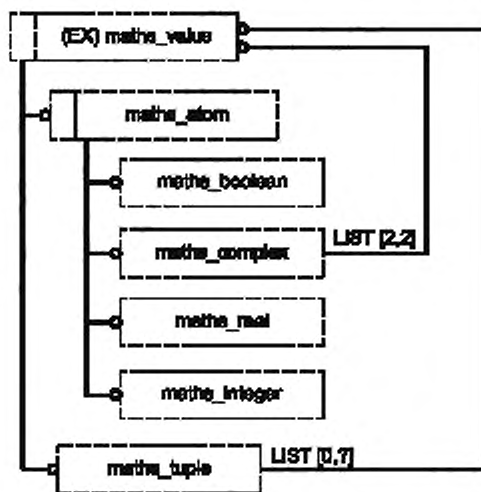 (EX) maths_value
maths_atom
maths_boolean
maths_complex
LIST [2,2]
maths_real
maths_integer
maths_tuple
LIST [0,?]